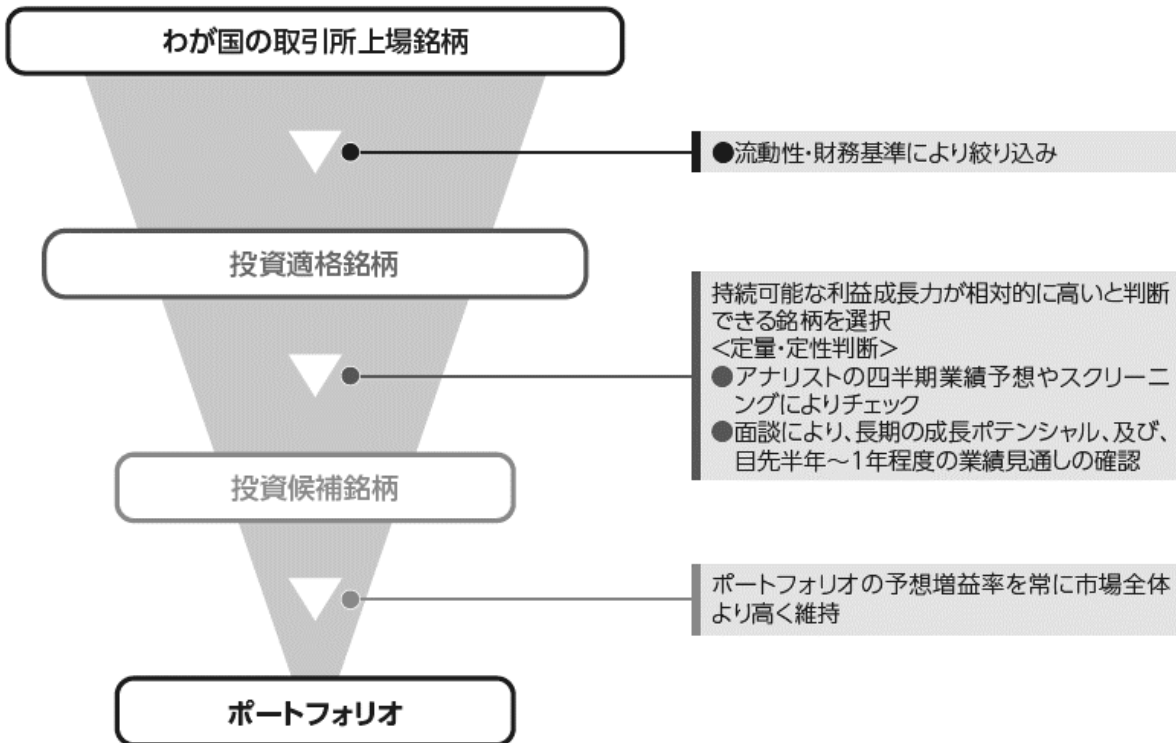 わが国の取引所上場銘柄
●流動性・財務基準により絞り込み
投資適格銘柄
持続可能な利益成長力が相対的に高いと判断
できる銘柄を選択
<定量・定性判断>
●アナリストの四半期業績予想やスクリーニ
ングによりチェック
●面談により、長期の成長ポテンシャル、及び、
目先半年～1年程度の業績見通しの確認
投資候補銘柄
ポートフォリオの予想増益率を常に市場全体
より高く維持
ポートフォリオ